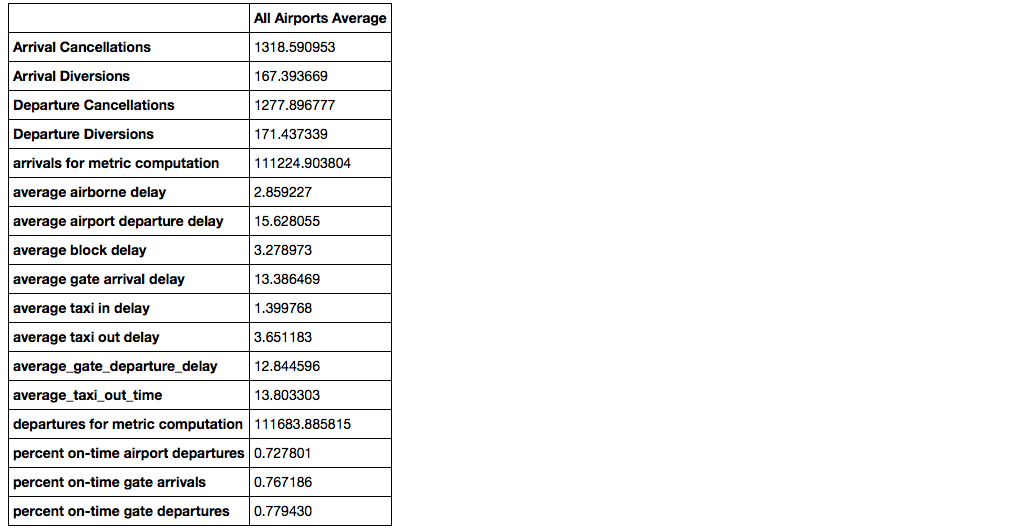 All Airports Average
Arrival Cancellations 1318.590953
Arrival Diversions 167.393669
Departure Cancellations 1277.896777
Departure Diversions 171.437339
arrivals for metric computation 111224.903804
average airborne delay 2.859227
average airport departure delay 15.628055
average block delay 3.278973
average gate arrival delay 13.386469
average taxi in delay 1.399768
average taxi out delay 3.651183
average_gate_departure_delay 12.844596
average_taxi_out_time 13.803303
departures for metric computation 111683.885815
percent on-time airport departures 0.727801
percent on-time gate arrivals 0.767186
percent on-time gate departures 0.779430